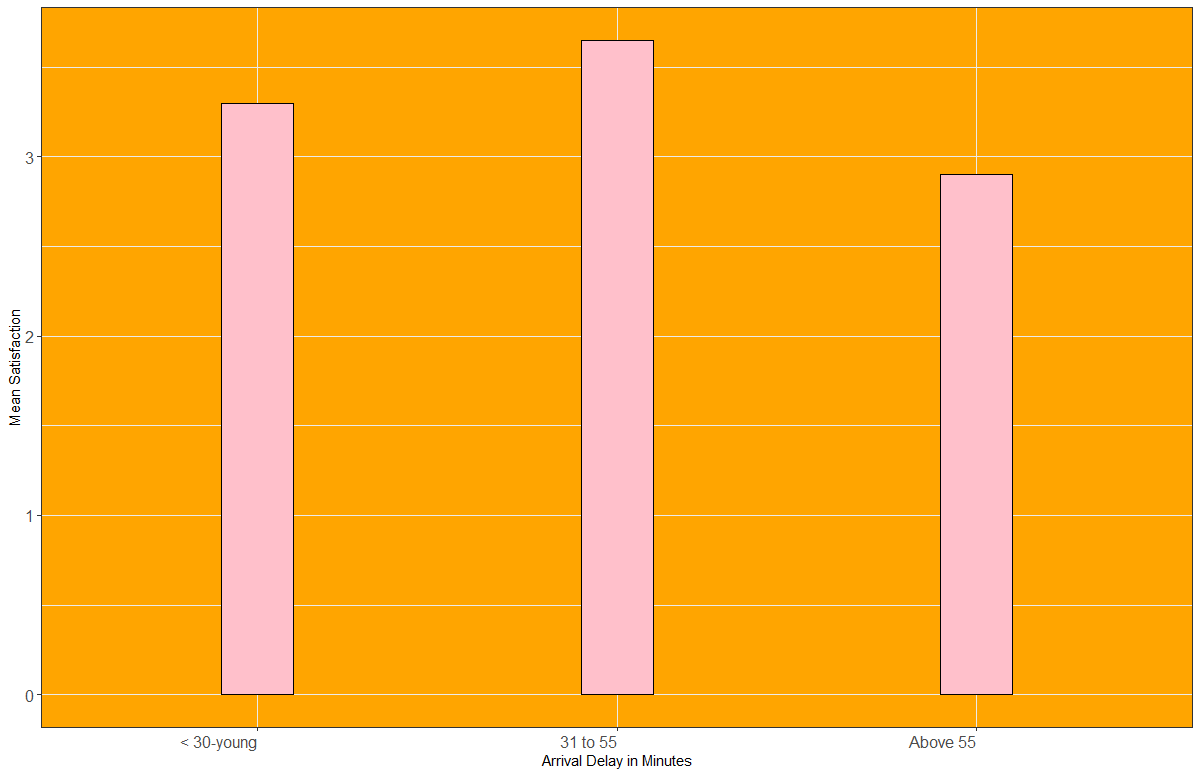 Mean Satisfaction
3
2
1
0
< 30-young
31 to 55
Above 55
Arrival Delay in Minutes